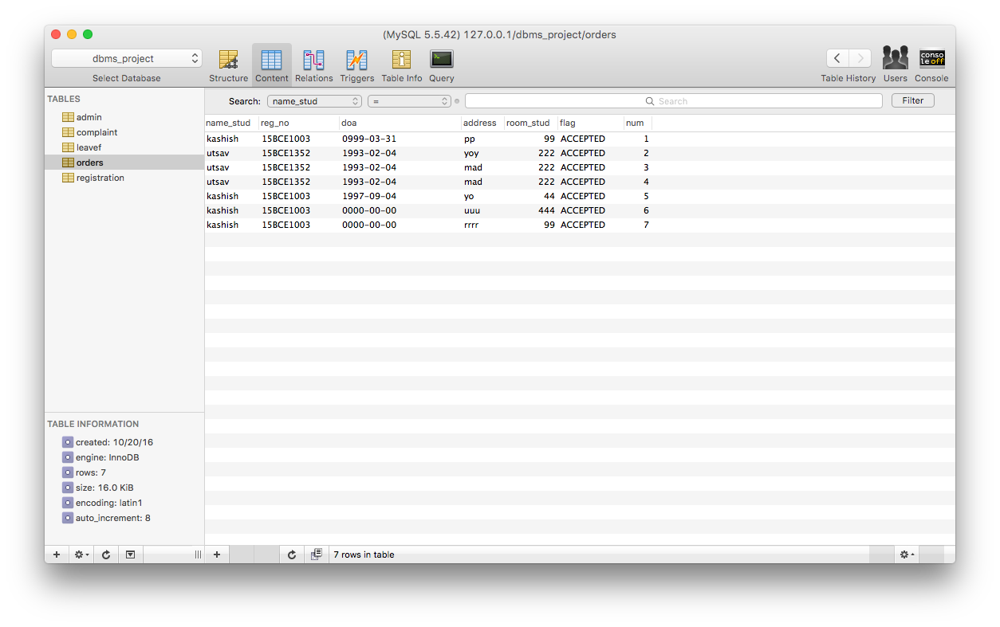 (MySQL 5.5.42) 127.0.0.1/dbms_project/orders
dbms_project
Select Database
Structure Content Relations Triggers Table Info Query
console off
Table History Users Console
TABLES
admin
complaint
leavef
orders
registration
Search: name_stud = Search Filter
name_stud reg_no doa address room_stud flag num
kashish 15BCE1003 0999-03-31 pp 99 ACCEPTED 1
utsav 15BCE1352 1993-02-04 yoy 222 ACCEPTED 2
utsav 15BCE1352 1993-02-04 mad 222 ACCEPTED 3
utsav 15BCE1352 1993-02-04 mad 222 ACCEPTED 4
kashish 15BCE1003 1997-09-04 yo 44 ACCEPTED 5
kashish 15BCE1003 0000-00-00 uuu 444 ACCEPTED 6
kashish 15BCE1003 0000-00-00 rrrr 99 ACCEPTED 7
TABLE INFORMATION
created: 10/20/16
engine: InnoDB
rows: 7
size: 16.0 KiB
encoding: latin1
auto_increment: 8
7 rows in table